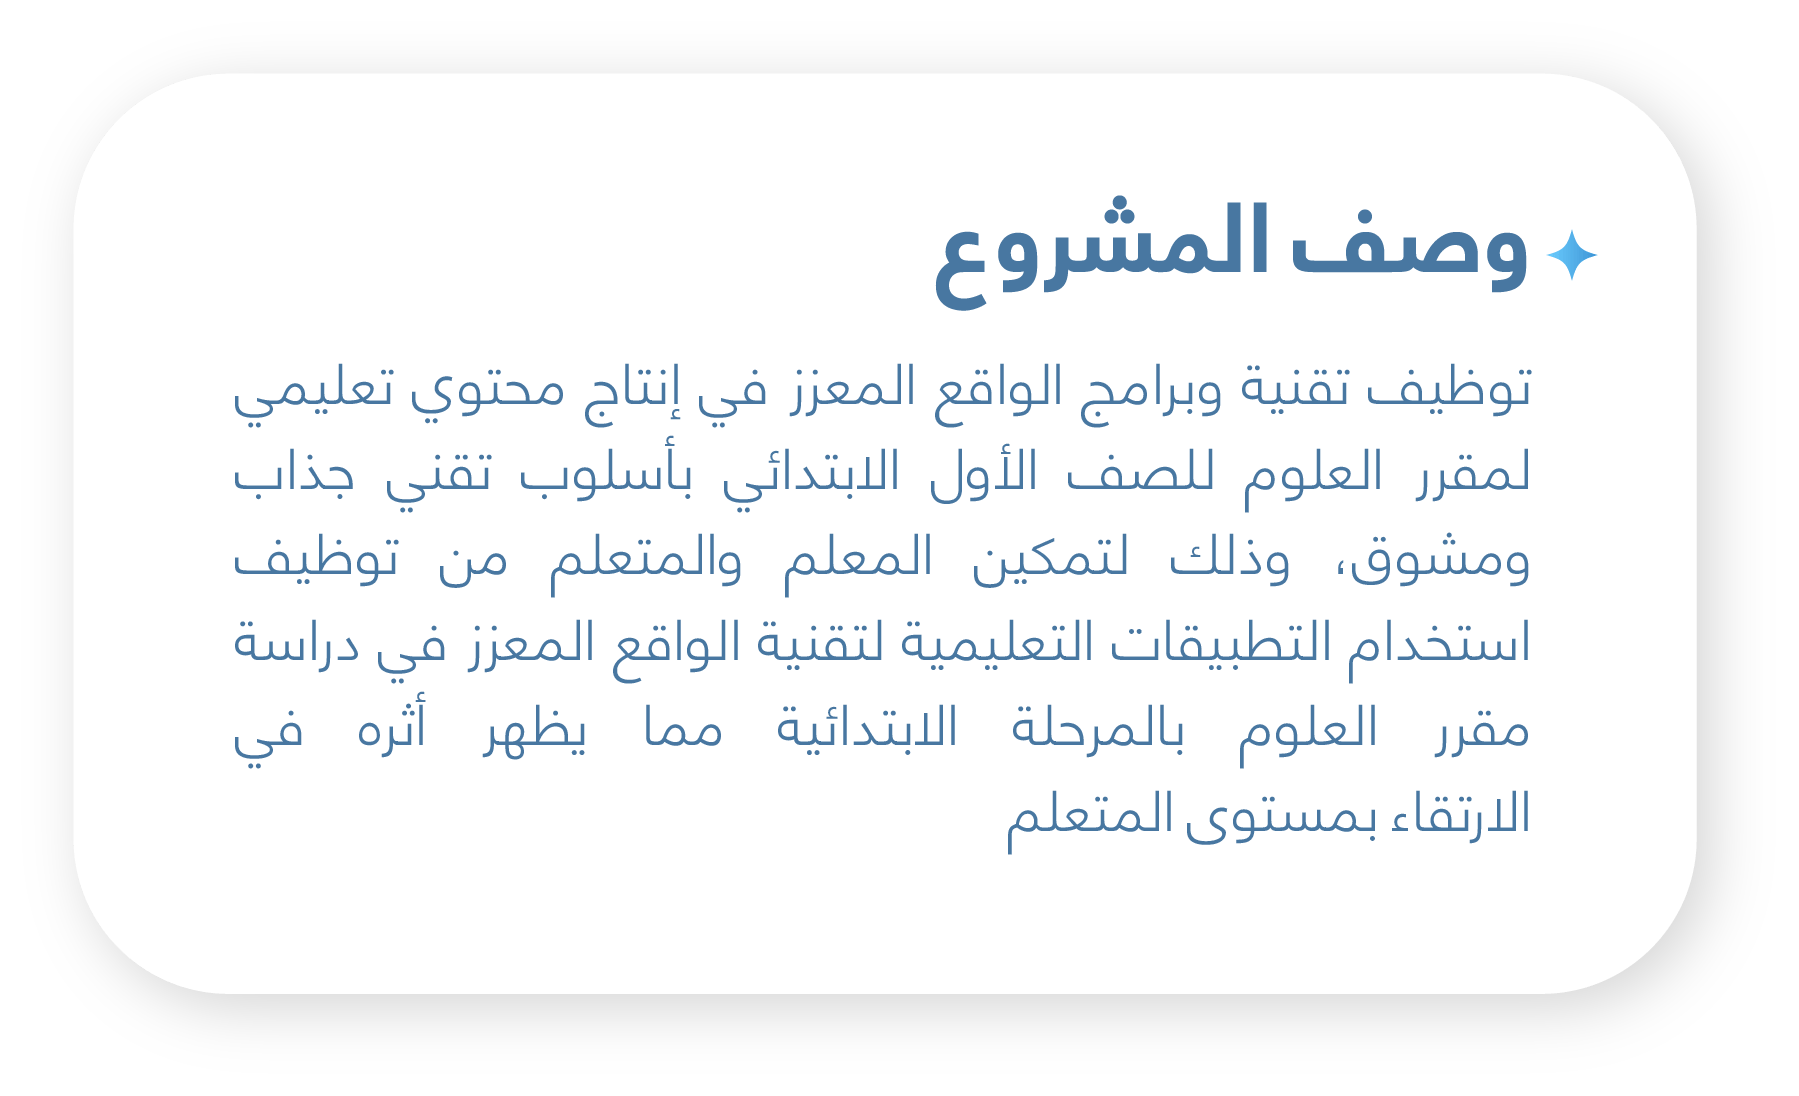 وصف المشروع
توظيف تقنية وبرامج الواقع المعزز في إنتاج محتوي تعليمي
لمقرر العلوم للصف الأول الابتدائي بأسلوب تقني جذاب
ومشوق، وذلك لتمكين المعلم والمتعلم من توظيف
استخدام التطبيقات التعليمية لتقنية الواقع المعزز في دراسة
مقرر العلوم بالمرحلة الابتدائية مما يظهر أثره في
الارتقاء بمستوى المتعلم